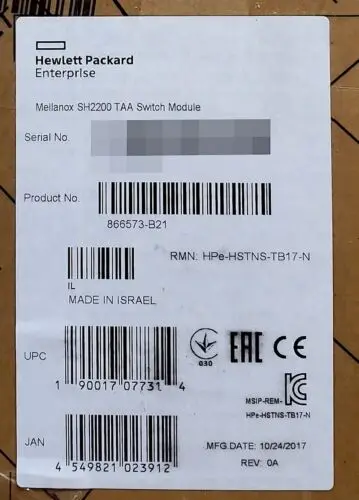 Hewlett Packard
Enterprise
Mellanox SH2200 TAA Switch Module
Serial No.
Product No.
866573-B21
RMN: HPe-HSTNS-TB17-N
IL
MADE IN ISRAEL
UPC
1 90017 07731 4
030
EAC CE
MSIP-REM-
HPe-HSTNS-TB17-N
JAN
4 549821 023912
MFG.DATE: 10/24/2017
REV: 0A